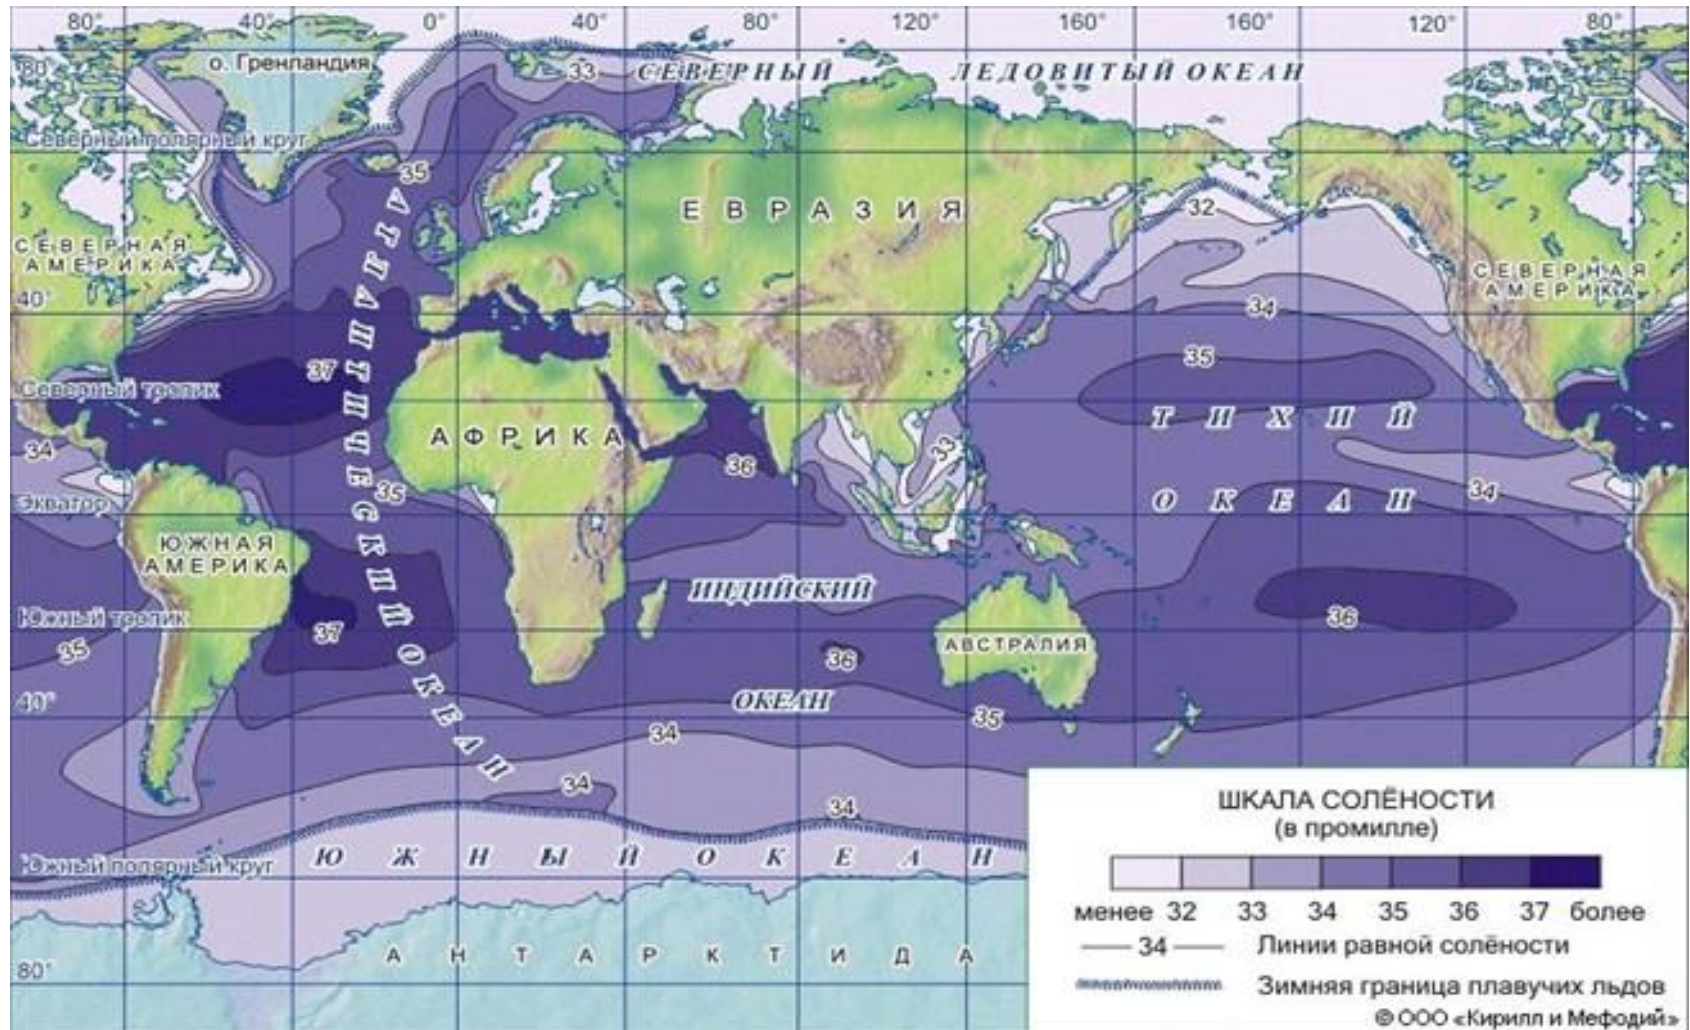 80° 40° 0° 40° 80° 120° 160° 160° 120° 80°
о. Гренландия
33
СЕВЕРНЫЙ ЛЕДОВИТЫЙ ОКЕАН
80°
Северный полярный круг
35
ЕВРАЗИЯ
32
СЕВЕРНАЯ
АМЕРИКА
СЕВЕРНАЯ
АМЕРИКА
40°
34
35
37
Северный тропик
АТЛАНТИЧЕСКИЙ ОКЕАН
ТИХИЙ
ОКЕАН
АФРИКА
34
36
33
34
35
Экватор
ЮЖНАЯ
АМЕРИКА
ИНДИЙСКИЙ
ОКЕАН
36
Южный тропик
37
35
36
АВСТРАЛИЯ
40°
35
34
34
34
ЮЖНЫЙ ОКЕАН
Южный полярный круг
АНТАРКТИДА
80°
ШКАЛА СОЛЁНОСТИ
(в промилле)
менее 32 33 34 35 36 37 более
34 Линии равной солёности
Зимняя граница плавучих льдов
© ООО «Кирилл и Мефодий»